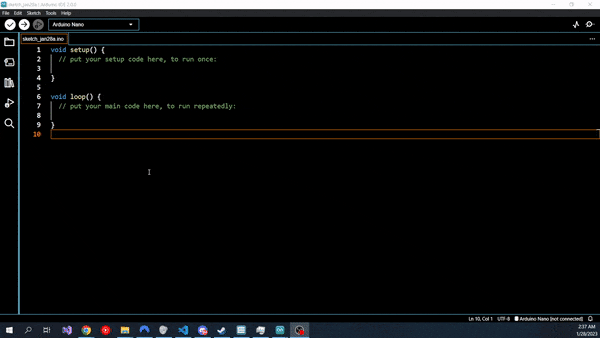 sketch_jan28a | Arduino IDE 2.0.3
File Edit Sketch Tools Help
Arduino Nano
sketch_jan28a.ino
1 void setup() {
2 // put your setup code here, to run once:
3
4 }
5
6 void loop() {
7 // put your main code here, to run repeatedly:
8
9 }
10
Ln 10, Col 1 UTF-8 Arduino Nano [not connected]
2:37 AM
1/28/2023